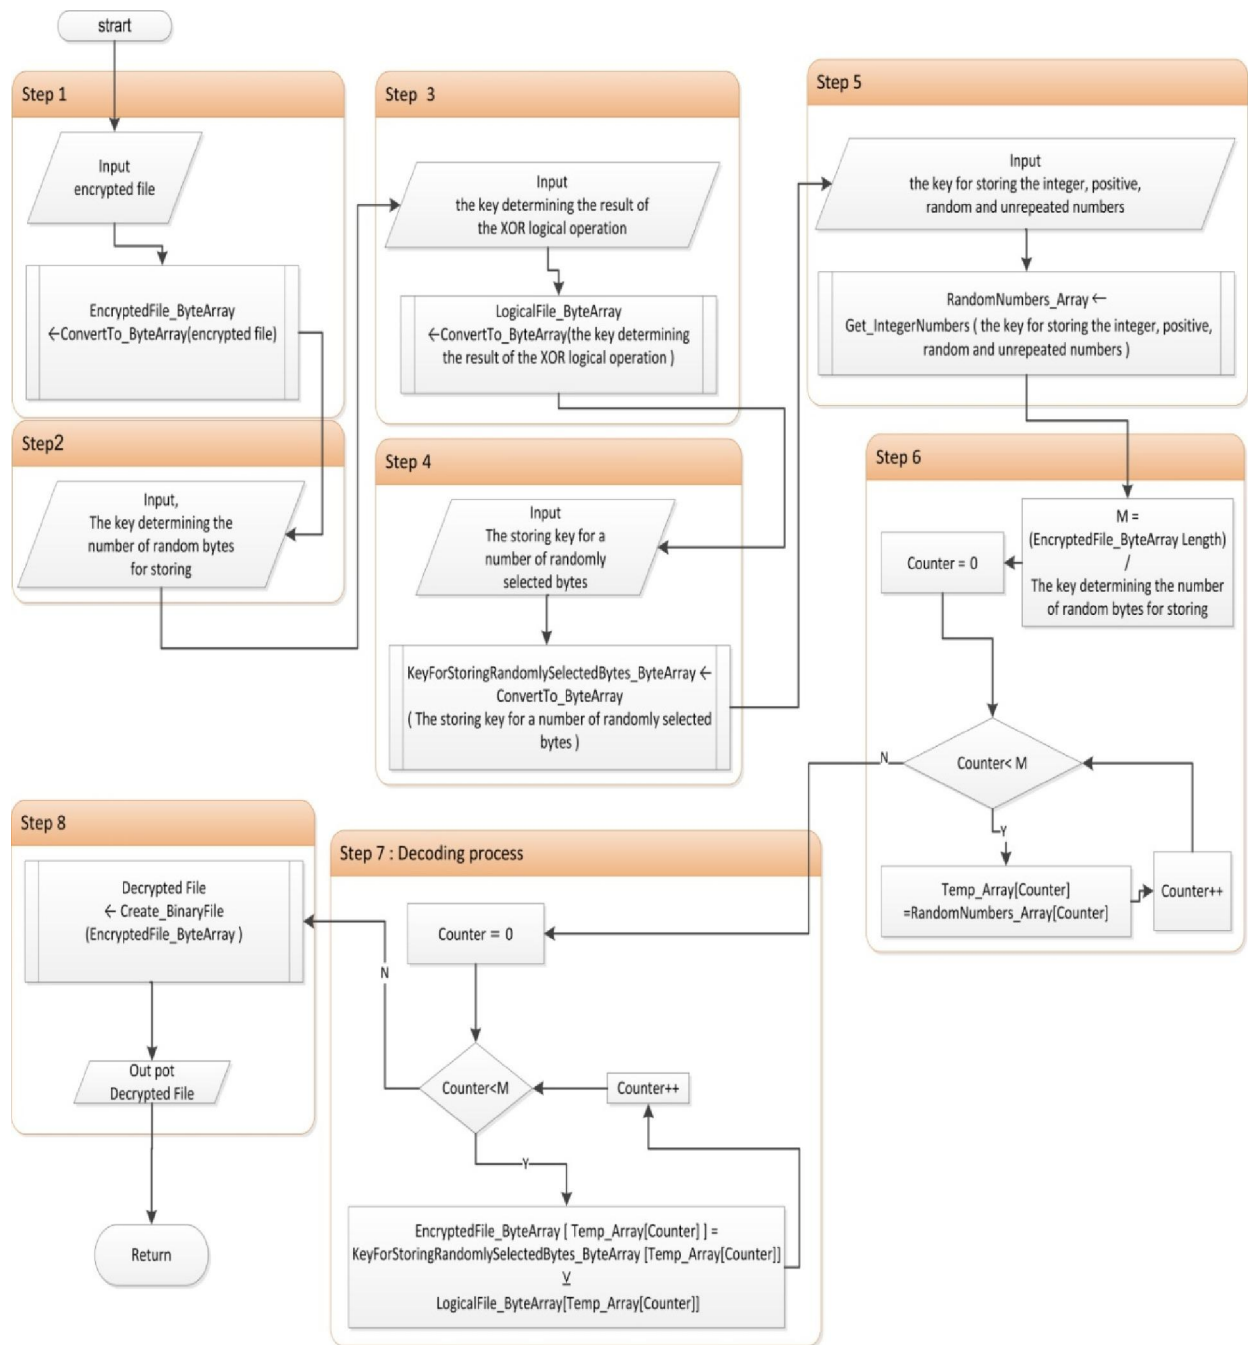 strart
Step 1
Input
encrypted file
EncryptedFile_ByteArray
←ConvertTo_ByteArray(encrypted file)
Step2
Input,
The key determining the
number of random bytes
for storing
Step 3
Input
the key determining the result of
the XOR logical operation
LogicalFile_ByteArray
←ConvertTo_ByteArray(the key determining
the result of the XOR logical operation )
Step 4
Input
The storing key for a
number of randomly
selected bytes
KeyForStoringRandomlySelectedBytes_ByteArray ←
ConvertTo_ByteArray
( The storing key for a number of randomly selected
bytes )
Step 5
Input
the key for storing the integer, positive,
random and unrepeated numbers
RandomNumbers_Array ←
Get_IntegerNumbers ( the key for storing the integer, positive,
random and unrepeated numbers )
Step 6
M =
(EncryptedFile_ByteArray Length)
/
The key determining the number
of random bytes for storing
Counter = 0
Counter< M
N
Y
Temp_Array[Counter]
=RandomNumbers_Array[Counter]
Counter++
Step 7 : Decoding process
Counter = 0
Counter<M
N
Y
Counter++
EncryptedFile_ByteArray [ Temp_Array[Counter] ] =
KeyForStoringRandomlySelectedBytes_ByteArray [Temp_Array[Counter]]
⊻
LogicalFile_ByteArray[Temp_Array[Counter]]
Step 8
Decrypted File
← Create_BinaryFile
(EncryptedFile_ByteArray )
Out pot
Decrypted File
Return